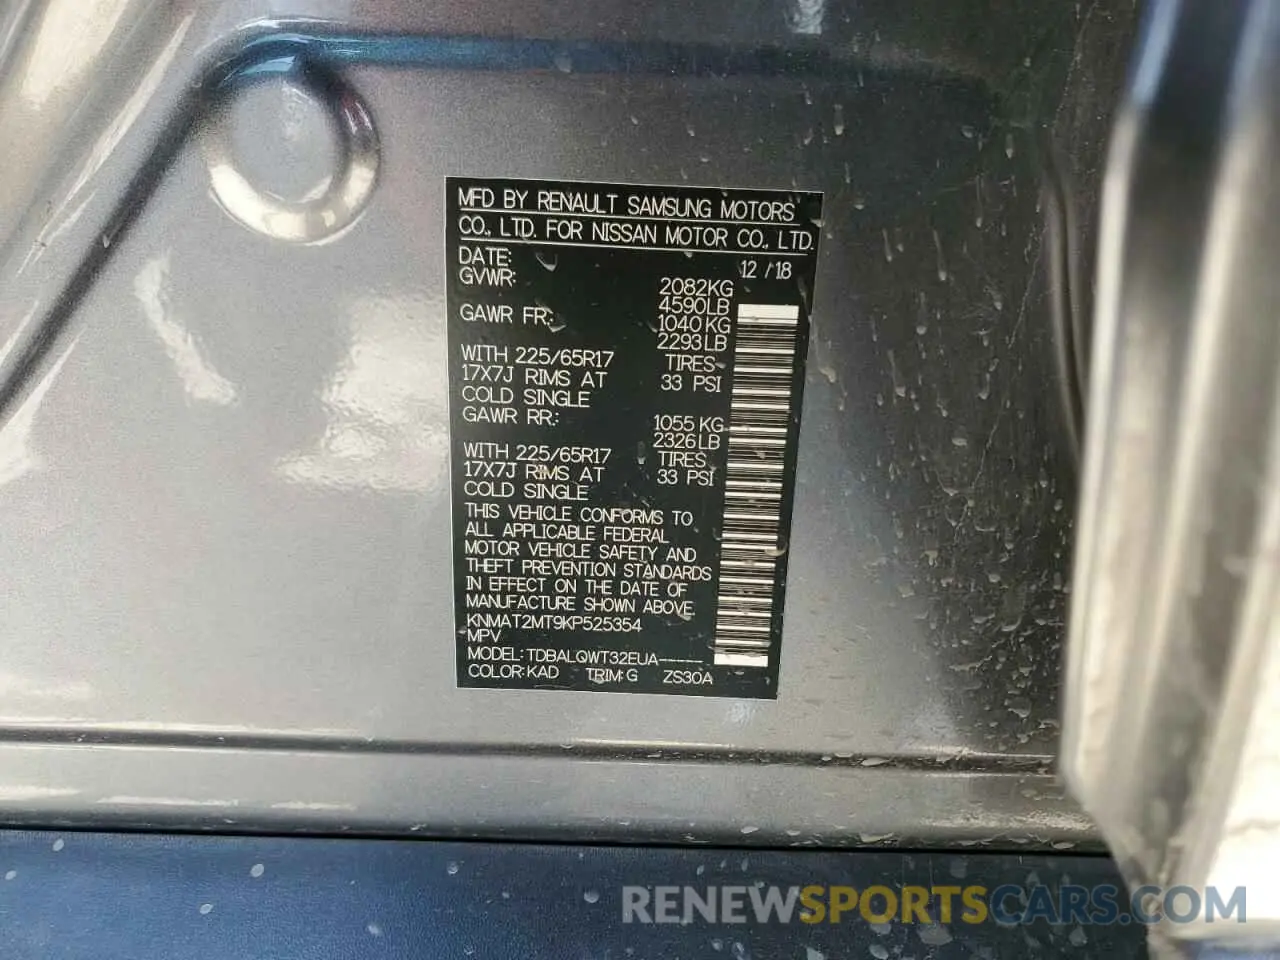 MFD BY RENAULT SAMSUNG MOTORS
CO., LTD. FOR NISSAN MOTOR CO., LTD.
DATE: 12 / 18
GVWR: 2082KG
4590LB
GAWR FR: 1040KG
2293LB
WITH 225/65R17 TIRES
17X7J RIMS AT 33 PSI
COLD SINGLE
GAWR RR: 1055KG
2326LB
WITH 225/65R17 TIRES
17X7J RIMS AT 33 PSI
COLD SINGLE
THIS VEHICLE CONFORMS TO
ALL APPLICABLE FEDERAL
MOTOR VEHICLE SAFETY AND
THEFT PREVENTION STANDARDS
IN EFFECT ON THE DATE OF
MANUFACTURE SHOWN ABOVE.
KNMAT2MT9KP525354
MPV
MODEL: TDBALQWT32EUA-----
COLOR: KAD TRIM: G ZS30A
RENEWSPORTSCARS.COM